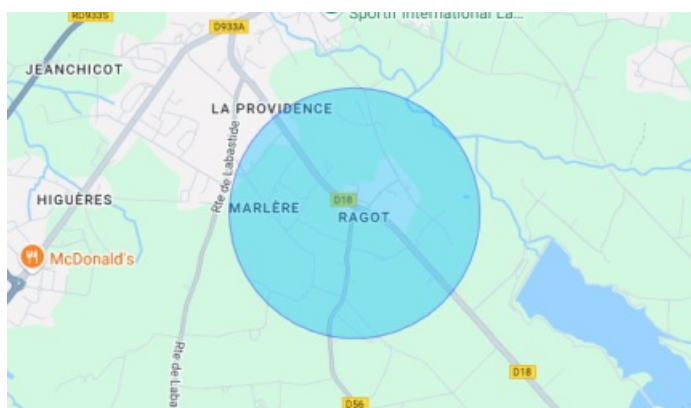 RD933S
D933A
Sportif International La...
JEANCHICOT
LA PROVIDENCE
Rte de Labastide
HIGUÈRES
MARLÈRE
D18
RAGOT
McDonald's
Rte de Laba
D18
D56